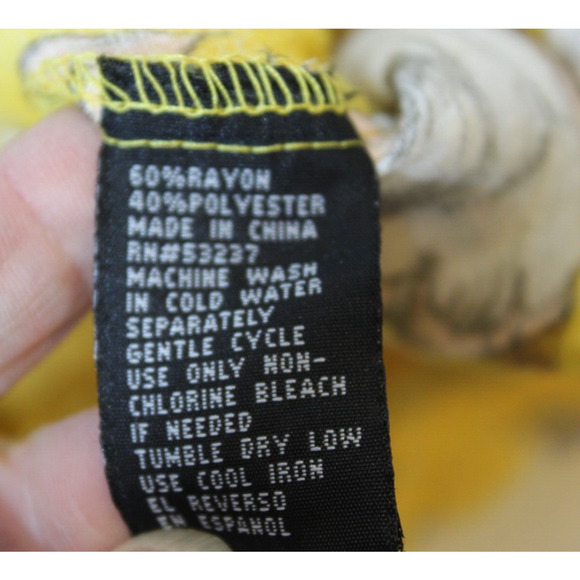 60%RAYON
40%POLYESTER
MADE IN CHINA
RN#53237
MACHINE WASH
IN COLD WATER
SEPARATELY
GENTLE CYCLE
USE ONLY NON-
CHLORINE BLEACH
IF NEEDED
TUMBLE DRY LOW
USE COOL IRON
EL REVERSO
EN ESPANOL